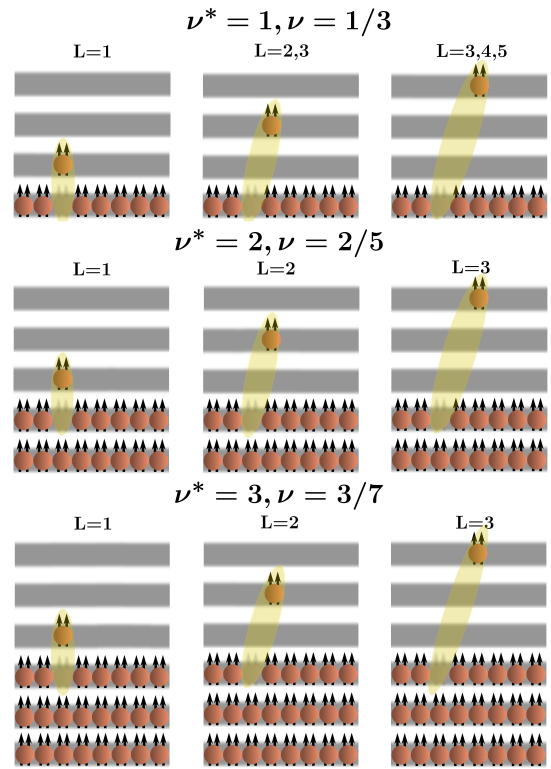 ν* = 1, ν = 1/3
L=1 L=2,3 L=3,4,5
ν* = 2, ν = 2/5
L=1 L=2 L=3
ν* = 3, ν = 3/7
L=1 L=2 L=3